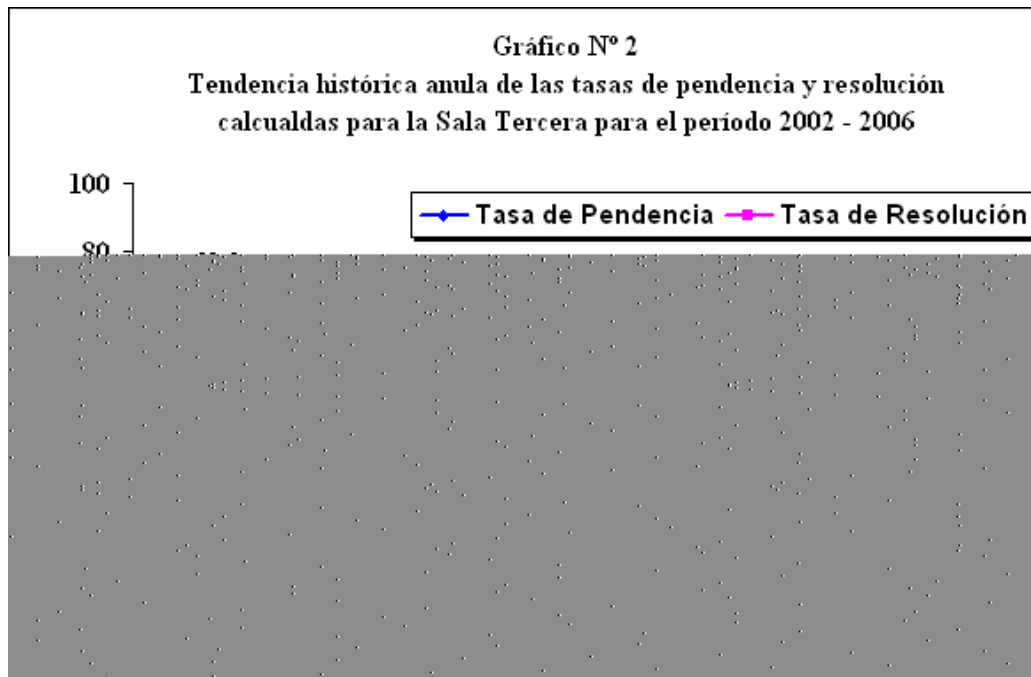 Gráfico Nº 2
Tendencia histórica anula de las tasas de pendencia y resolución
calcualdas para la Sala Tercera para el período 2002 - 2006
100
Tasa de Pendencia Tasa de Resolución
80